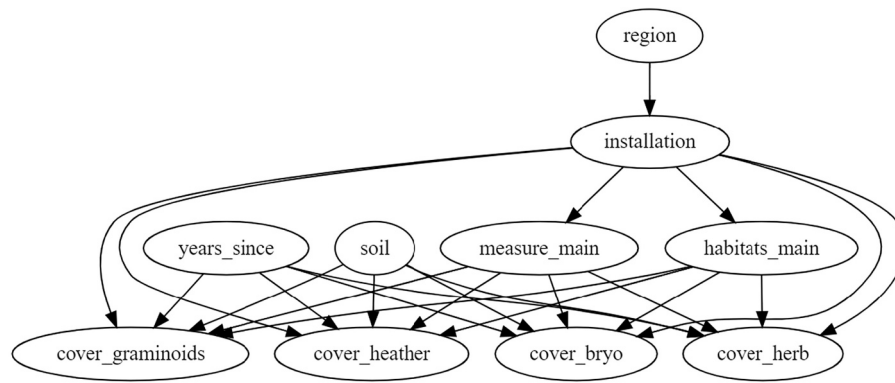 region
installation
years_since
soil
measure_main
habitats_main
cover_graminoids
cover_heather
cover_bryo
cover_herb